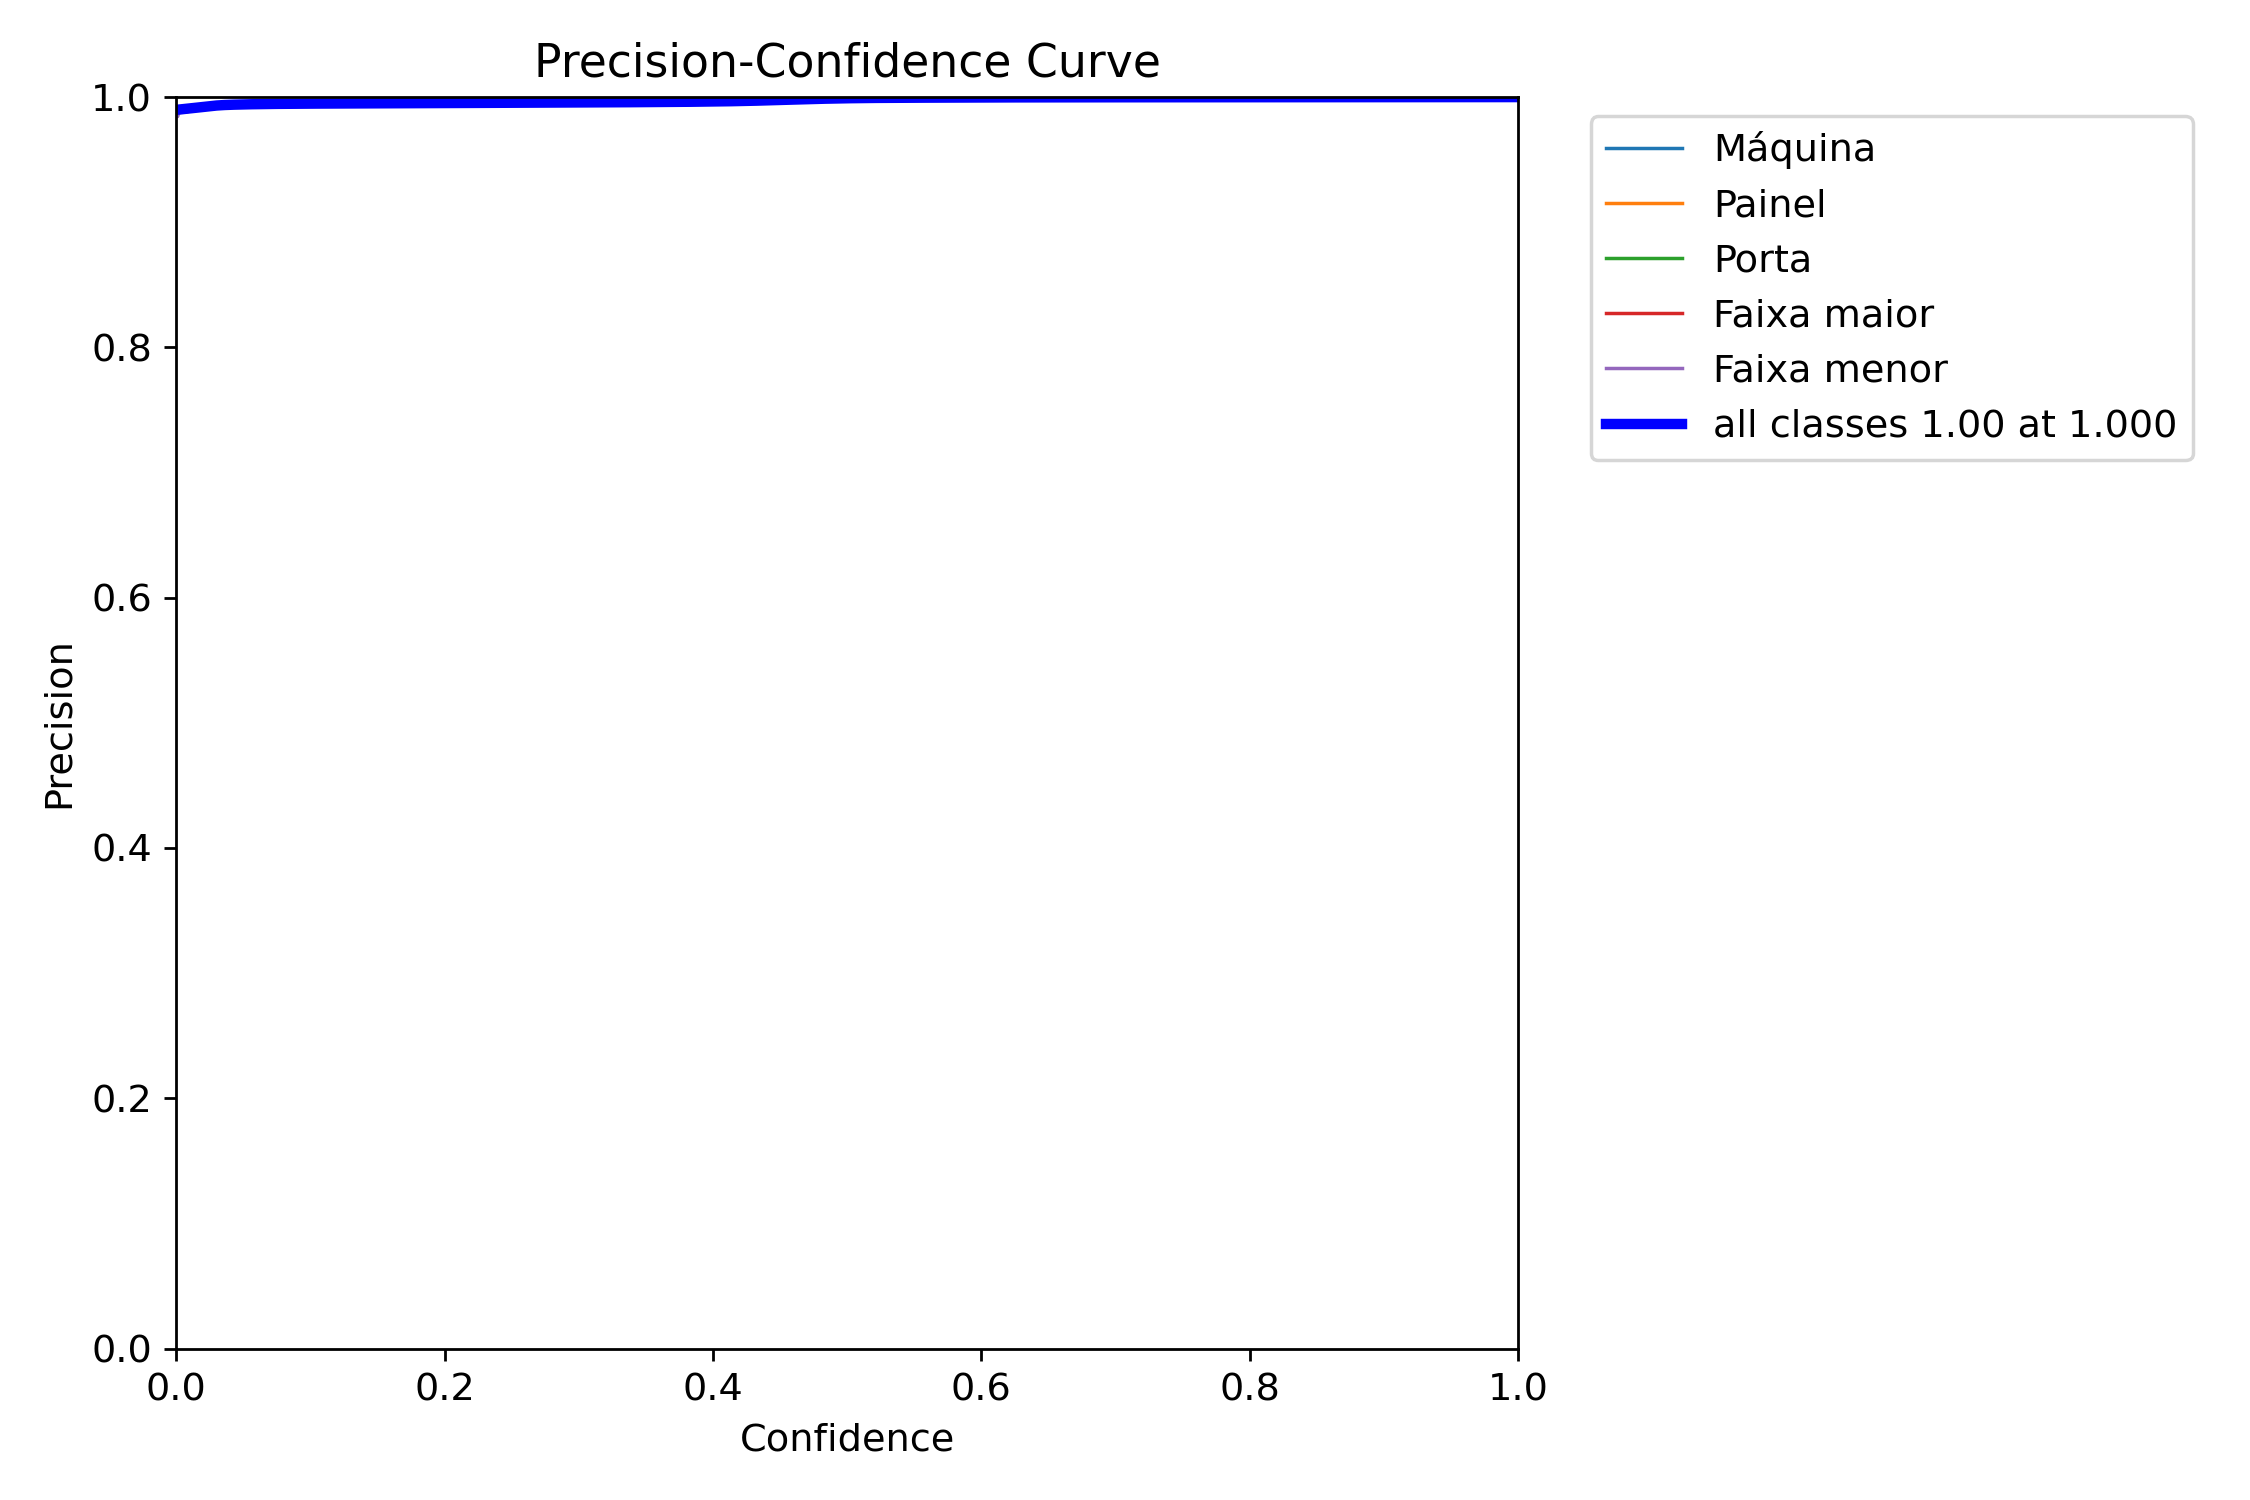 Precision-Confidence Curve
1.0
0.8
0.6
0.4
0.2
0.0
Precision
0.0 0.2 0.4 0.6 0.8 1.0
Confidence
Máquina
Painel
Porta
Faixa maior
Faixa menor
all classes 1.00 at 1.000